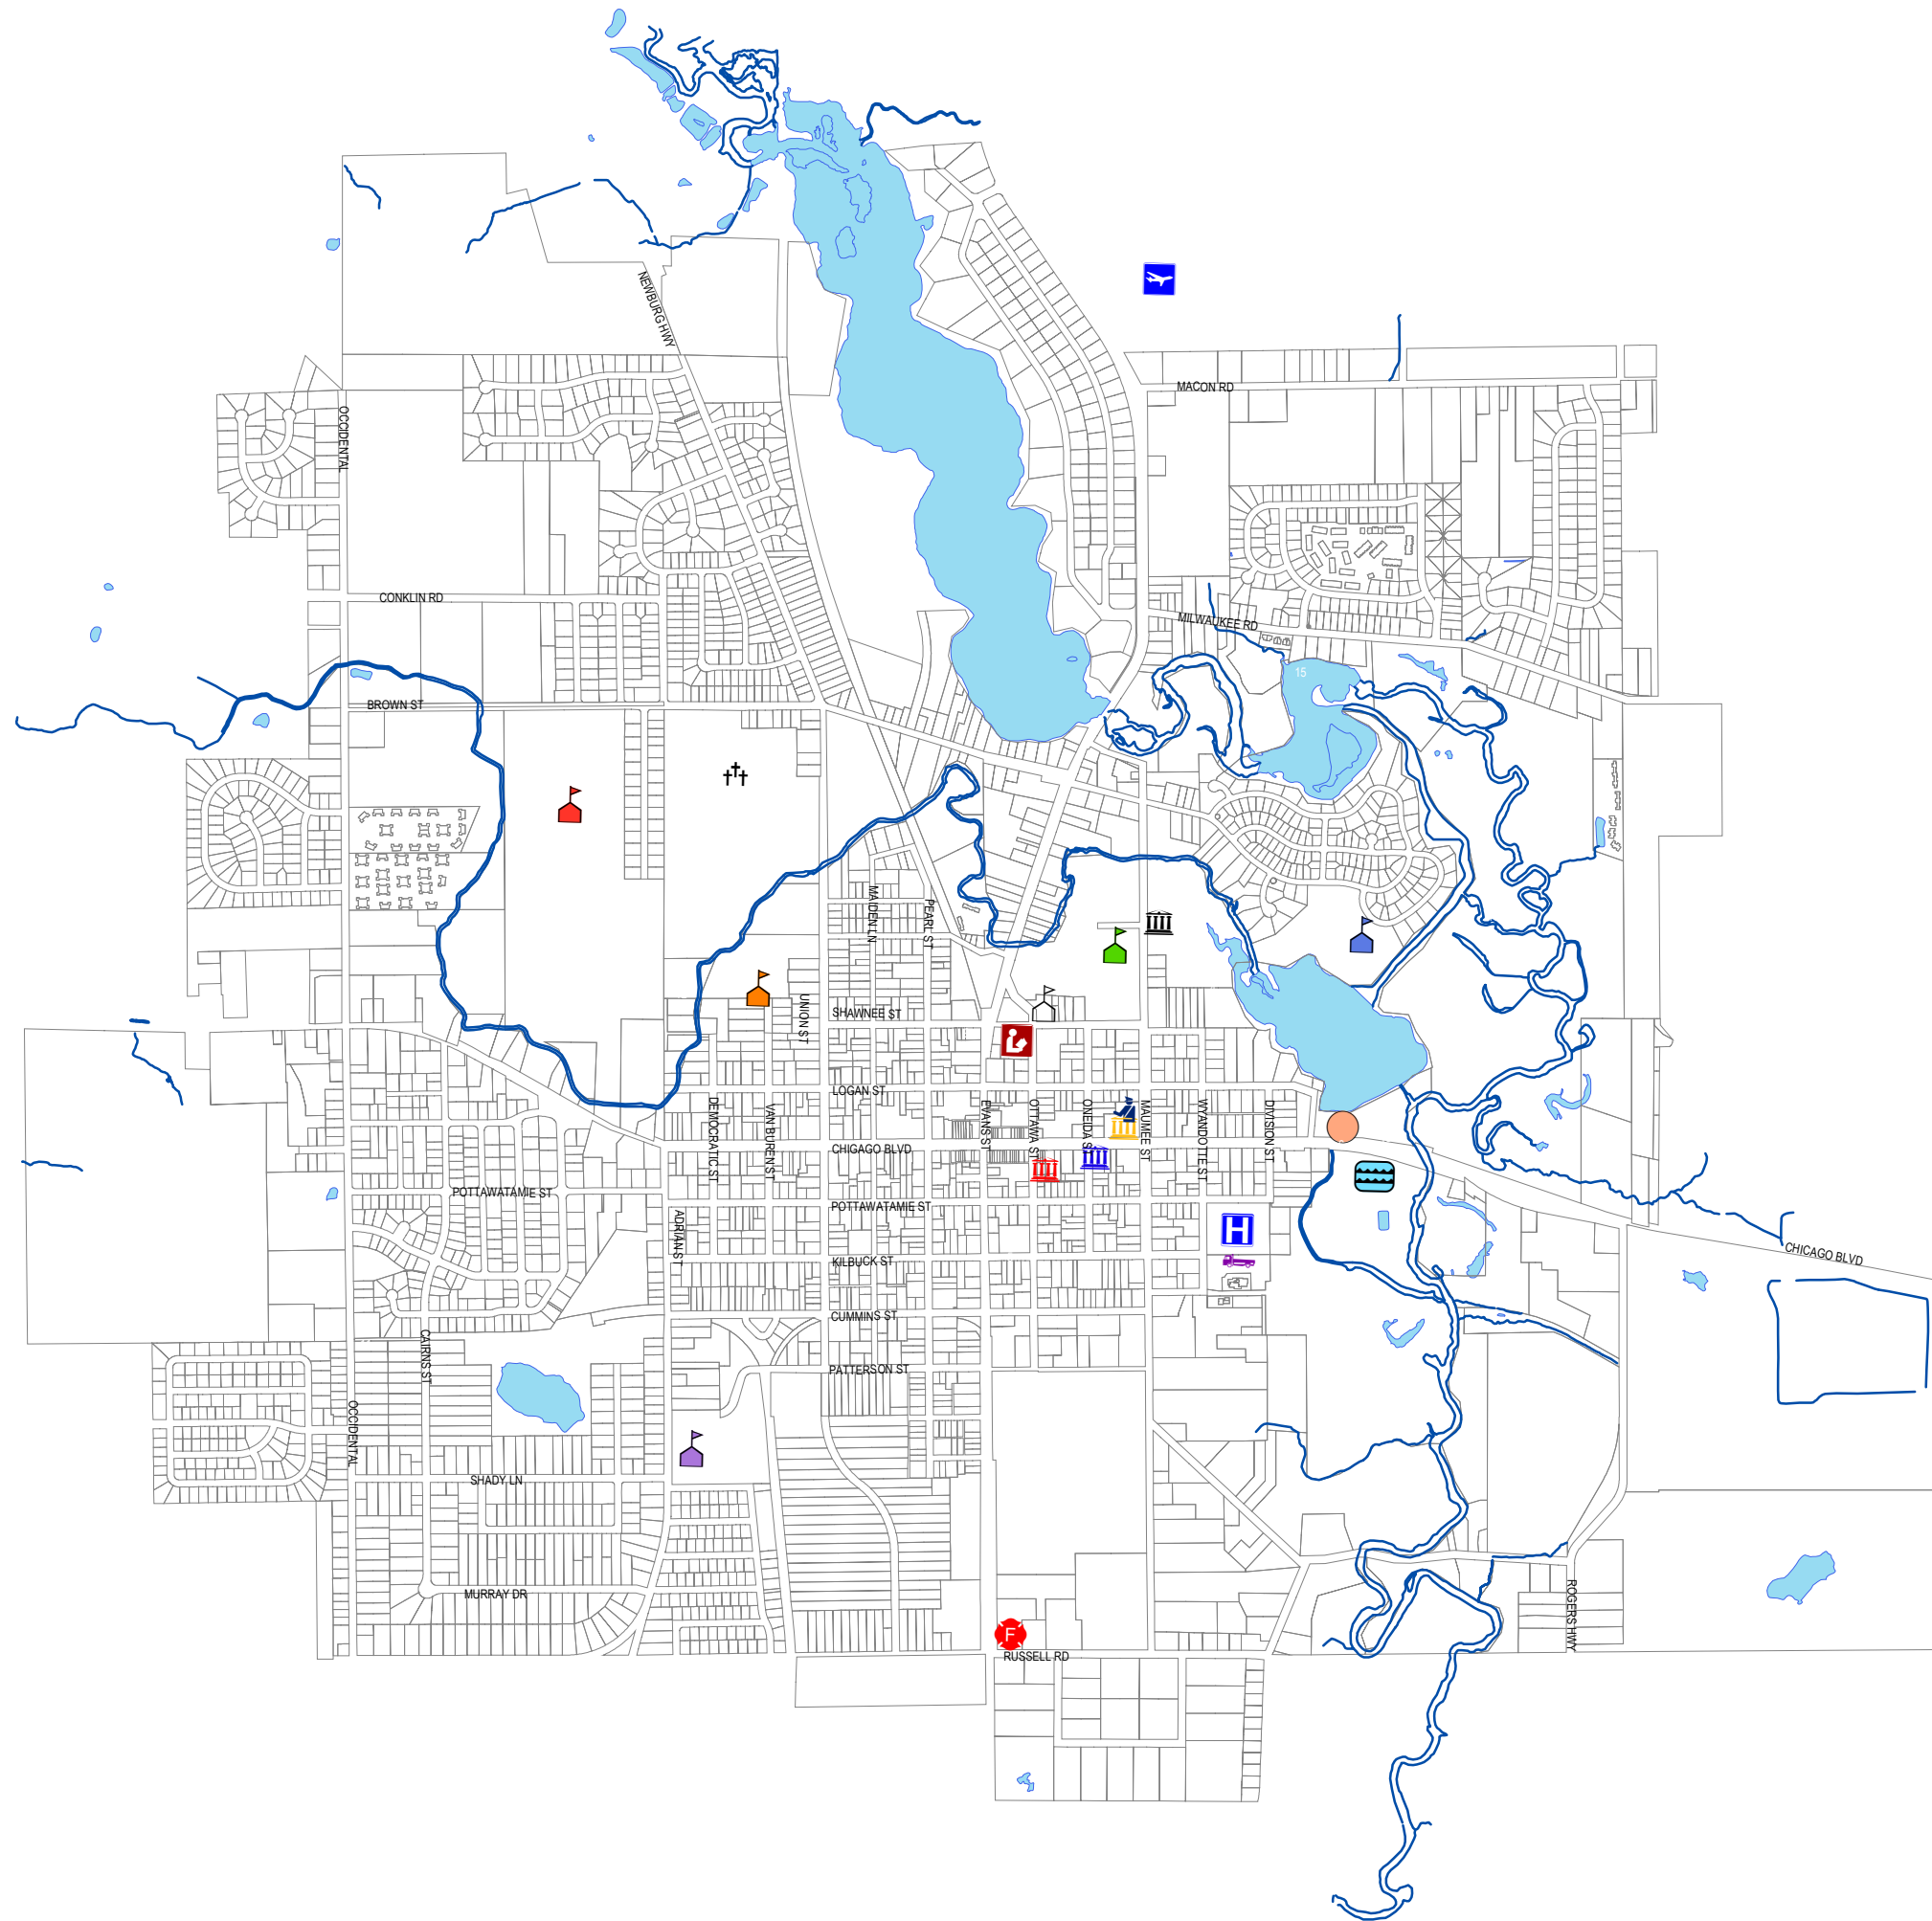 NEWBURG HWY
MACON RD
OCCIDENTAL
CONKLIN RD
MILWAUKEE RD
15
BROWN ST
MAIDEN LN
PEARL ST
UNION ST
SHAWNEE ST
LOGAN ST
DEMOCRATIC ST
VAN BUREN ST
EVANS ST
OTTAWA ST
ONEIDA ST
MAUMEE ST
WYANDOTTE ST
DIVISION ST
CHIGAGO BLVD
POTTAWATAMIE ST
POTTAWATAMIE ST
ADRIAN ST
H
KILBUCK ST
CHICAGO BLVD
CUMMINS ST
CAIRNS ST
PATTERSON ST
OCCIDENTAL
SHADY LN
MURRAY DR
ROGERS HWY
F
RUSSELL RD